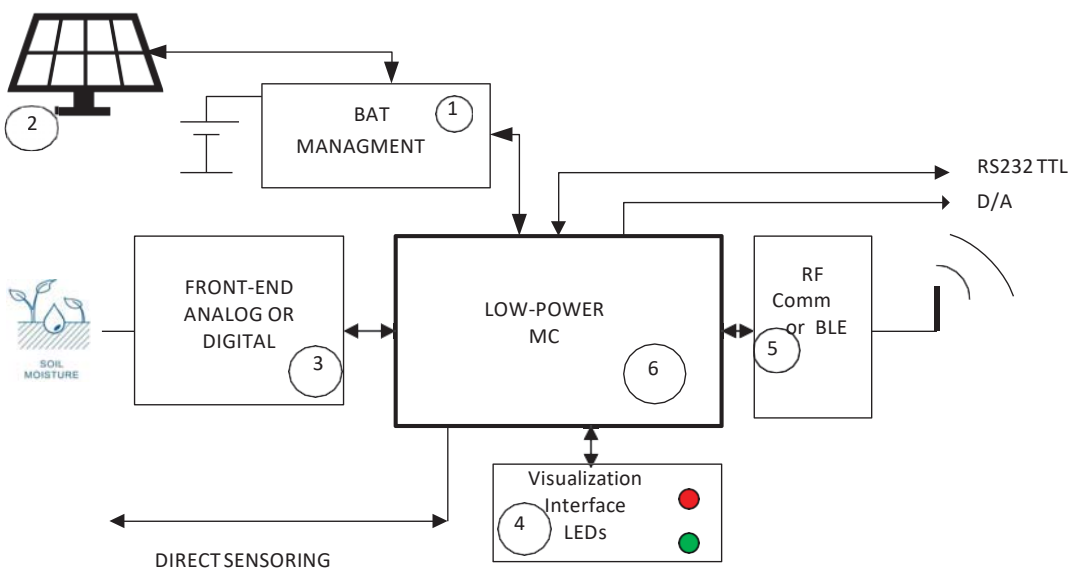 BAT
MANAGMENT
1
2
RS232 TTL
D/A
SOIL
MOISTURE
FRONT-END
ANALOG OR
DIGITAL
3
LOW-POWER
MC
6
RF
Comm
or BLE
5
Visualization
Interface
LEDs
4
DIRECT SENSORING